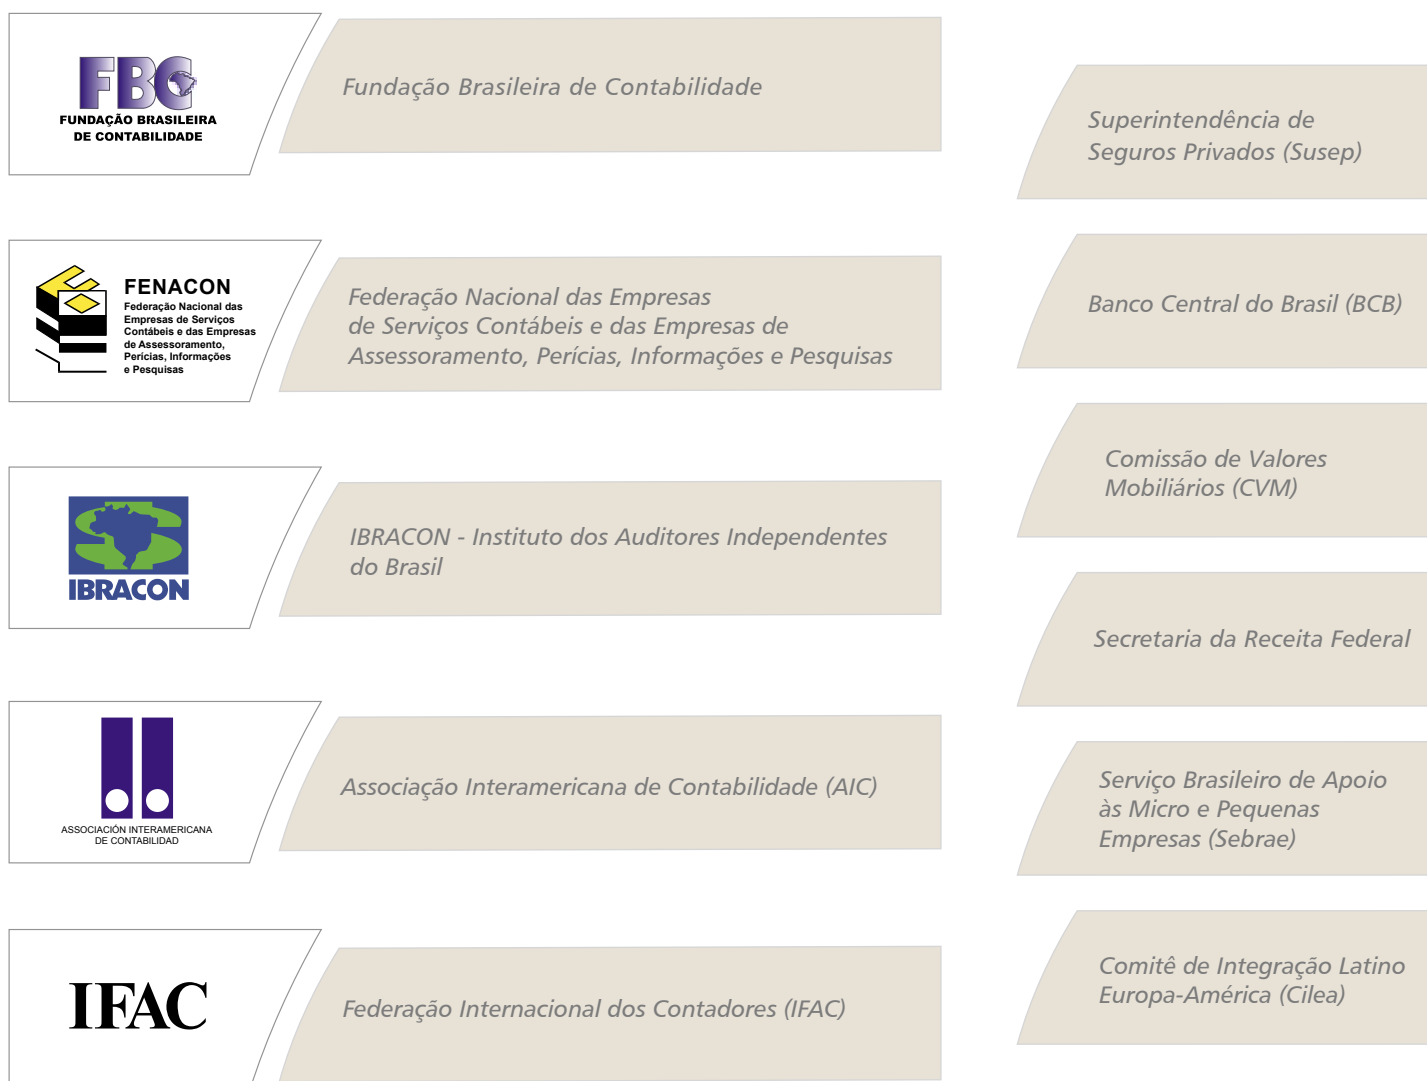 FBC
FUNDAÇÃO BRASILEIRA
DE CONTABILIDADE
Fundação Brasileira de Contabilidade
FENACON
Federação Nacional das
Empresas de Serviços
Contábeis e das Empresas
de Assessoramento,
Perícias, Informações
e Pesquisas
Federação Nacional das Empresas
de Serviços Contábeis e das Empresas de
Assessoramento, Perícias, Informações e Pesquisas
IBRACON
IBRACON - Instituto dos Auditores Independentes
do Brasil
ASSOCIACIÓN INTERAMERICANA
DE CONTABILIDAD
Associação Interamericana de Contabilidade (AIC)
IFAC
Federação Internacional dos Contadores (IFAC)
Superintendência de
Seguros Privados (Susep)
Banco Central do Brasil (BCB)
Comissão de Valores
Mobiliários (CVM)
Secretaria da Receita Federal
Serviço Brasileiro de Apoio
às Micro e Pequenas
Empresas (Sebrae)
Comitê de Integração Latino
Europa-América (Cilea)